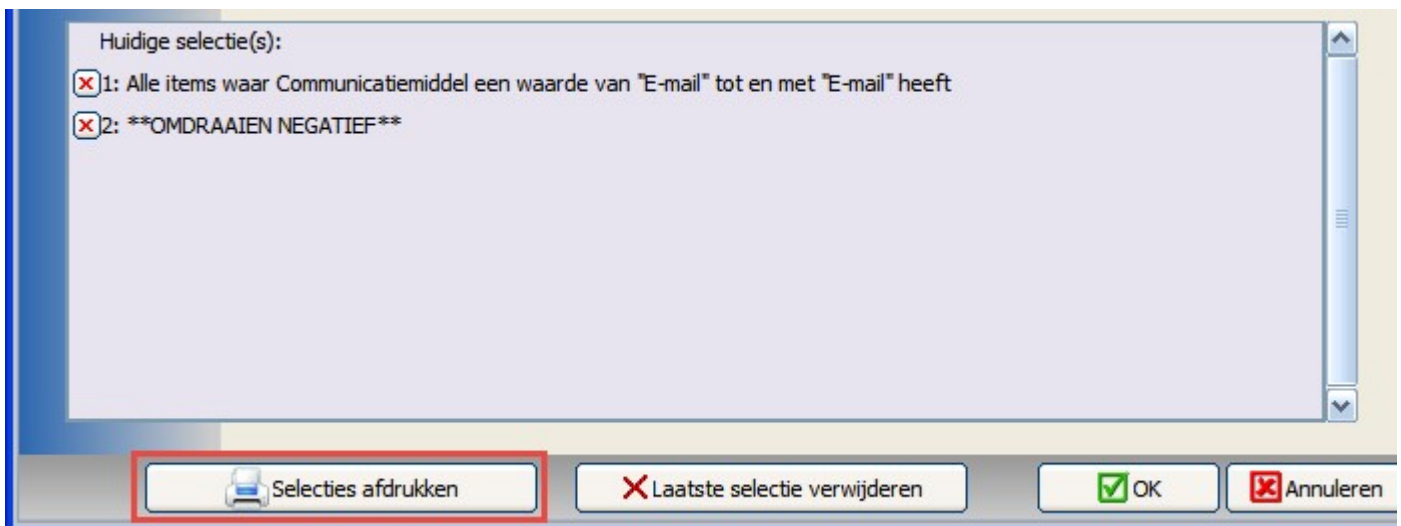 Huidige selectie(s):
1: Alle items waar Communicatiemiddel een waarde van "E-mail" tot en met "E-mail" heeft
2: **OMDRAAIEN NEGATIEF**
Selecties afdrukken
Laatste selectie verwijderen
OK
Annuleren